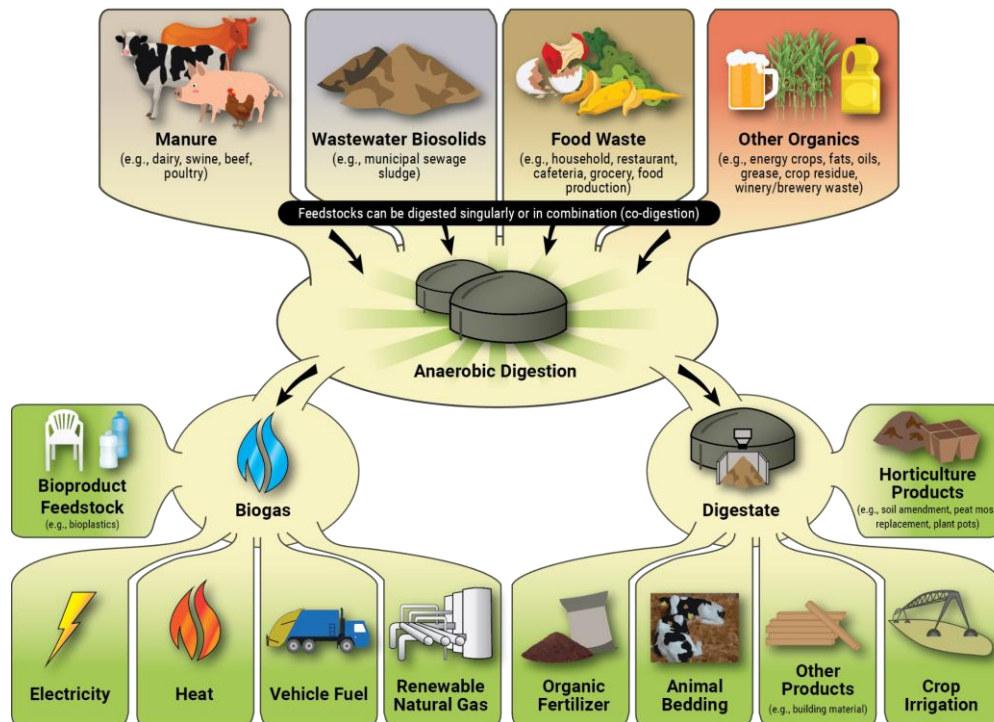 Manure
(e.g., dairy, swine, beef,
poultry)
Wastewater Biosolids
(e.g., municipal sewage
sludge)
Food Waste
(e.g., household, restaurant,
cafeteria, grocery, food
production)
Other Organics
(e.g., energy crops, fats, oils,
grease, crop residue,
winery/brewery waste)
Feedstocks can be digested singularly or in combination (co-digestion)
Anaerobic Digestion
Bioproduct
Feedstock
(e.g., bioplastics)
Biogas
Digestate
Horticulture
Products
(e.g., soil amendment, peat mos
replacement, plant pots)
Electricity
Heat
Vehicle Fuel
Renewable
Natural Gas
Organic
Fertilizer
Animal
Bedding
Other
Products
(e.g., building material)
Crop
Irrigation